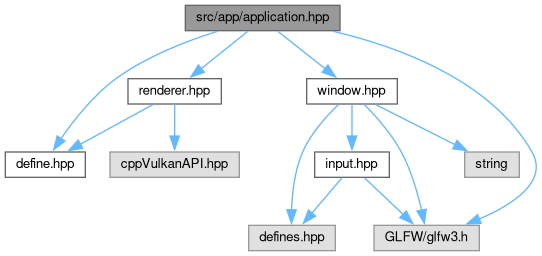 src/app/application.hpp
renderer.hpp
window.hpp
define.hpp
cppVulkanAPI.hpp
input.hpp
string
defines.hpp
GLFW/glfw3.h